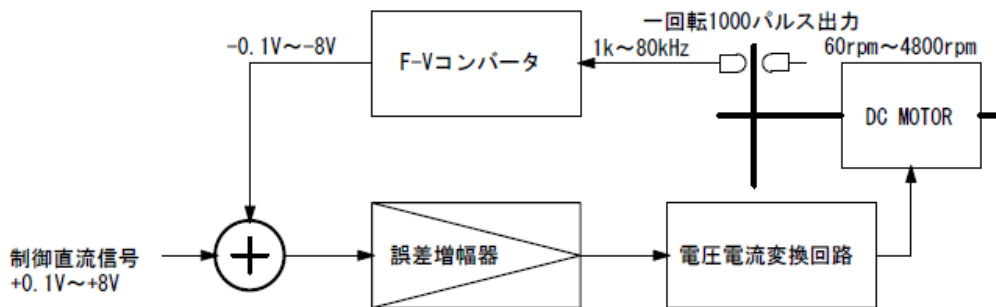 一回転1000パルス出力
-0.1V～-8V
F-Vコンバータ
1k～80kHz
60rpm～4800rpm
DC MOTOR
制御直流信号
+0.1V～+8V
誤差増幅器
電圧電流変換回路